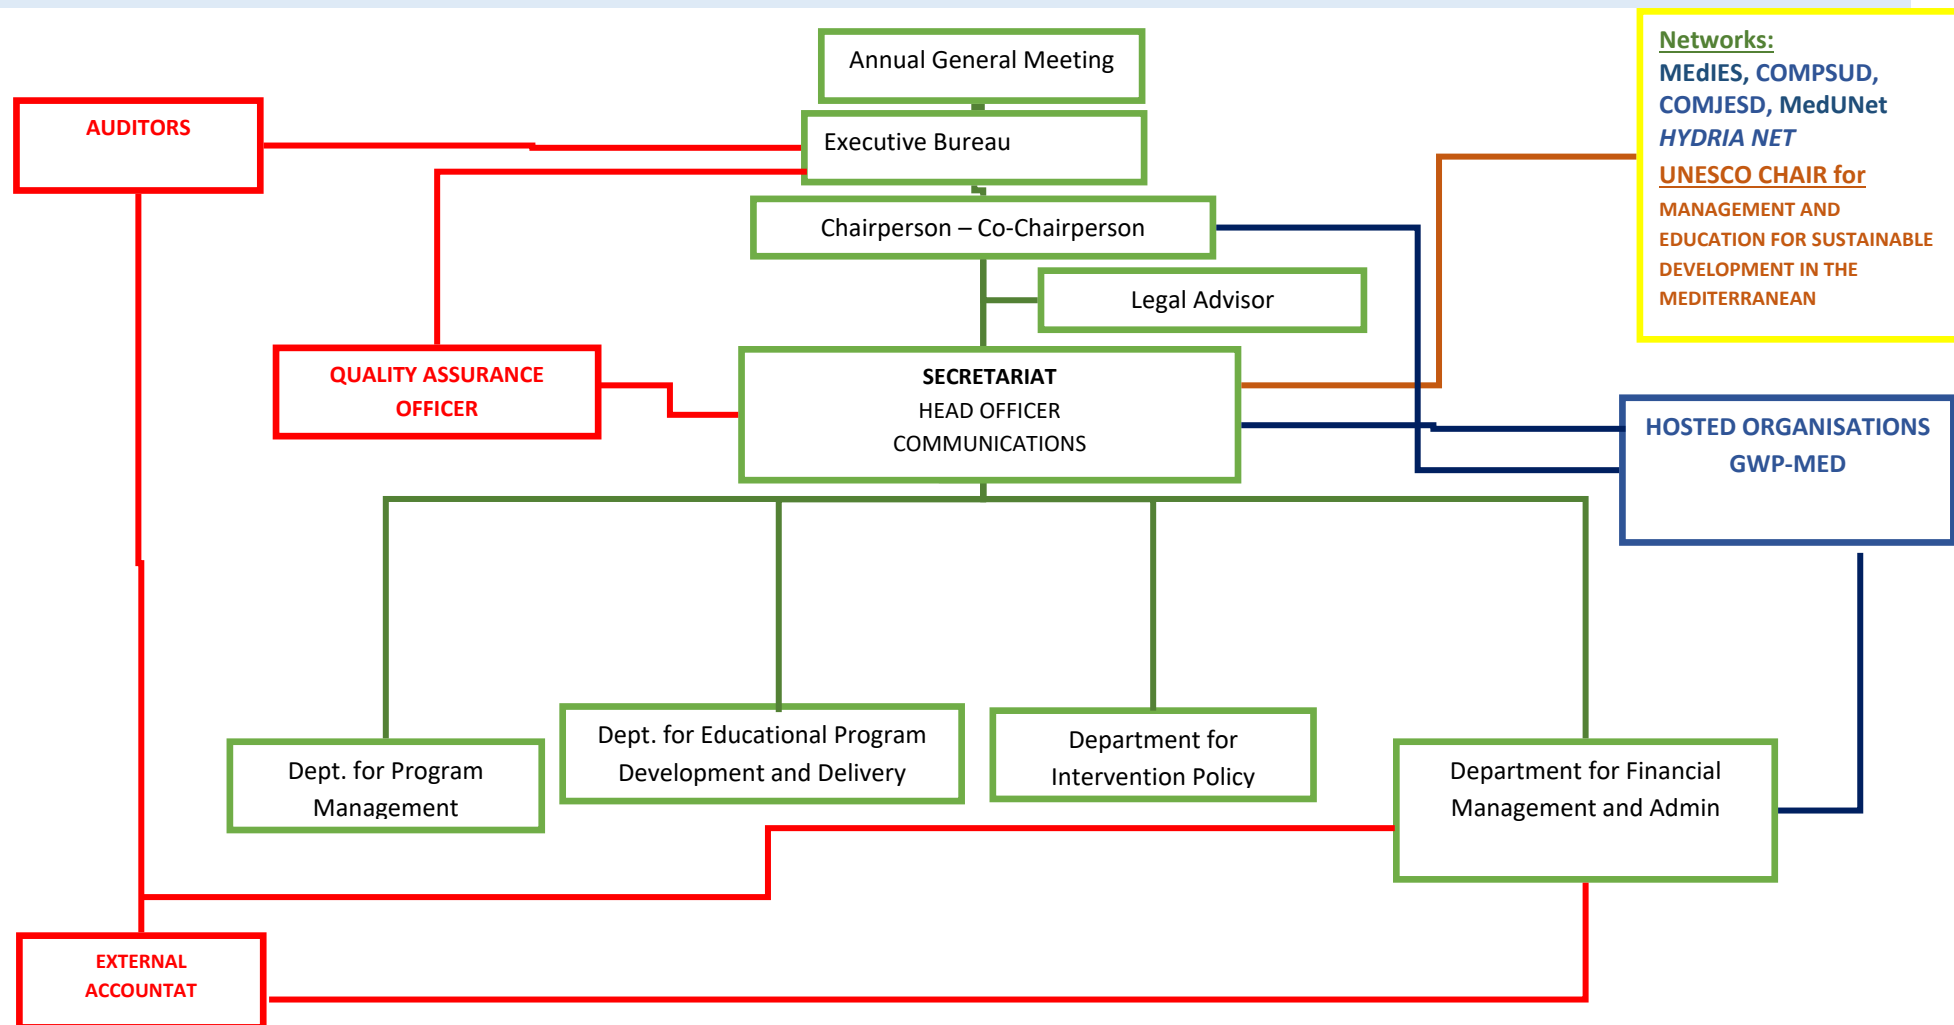 Annual General Meeting
Networks:
MEdIES, COMPSUD,
COMJESD, MedUNet
HYDRIA NET
UNESCO CHAIR for
MANAGEMENT AND
EDUCATION FOR SUSTAINABLE
DEVELOPMENT IN THE
MEDITERRANEAN
AUDITORS
Executive Bureau
Chairperson – Co-Chairperson
Legal Advisor
QUALITY ASSURANCE
OFFICER
SECRETARIAT
HEAD OFFICER
COMMUNICATIONS
HOSTED ORGANISATIONS
GWP-MED
Dept. for Program
Management
Dept. for Educational Program
Development and Delivery
Department for
Intervention Policy
Department for Financial
Management and Admin
EXTERNAL
ACCOUNTAT